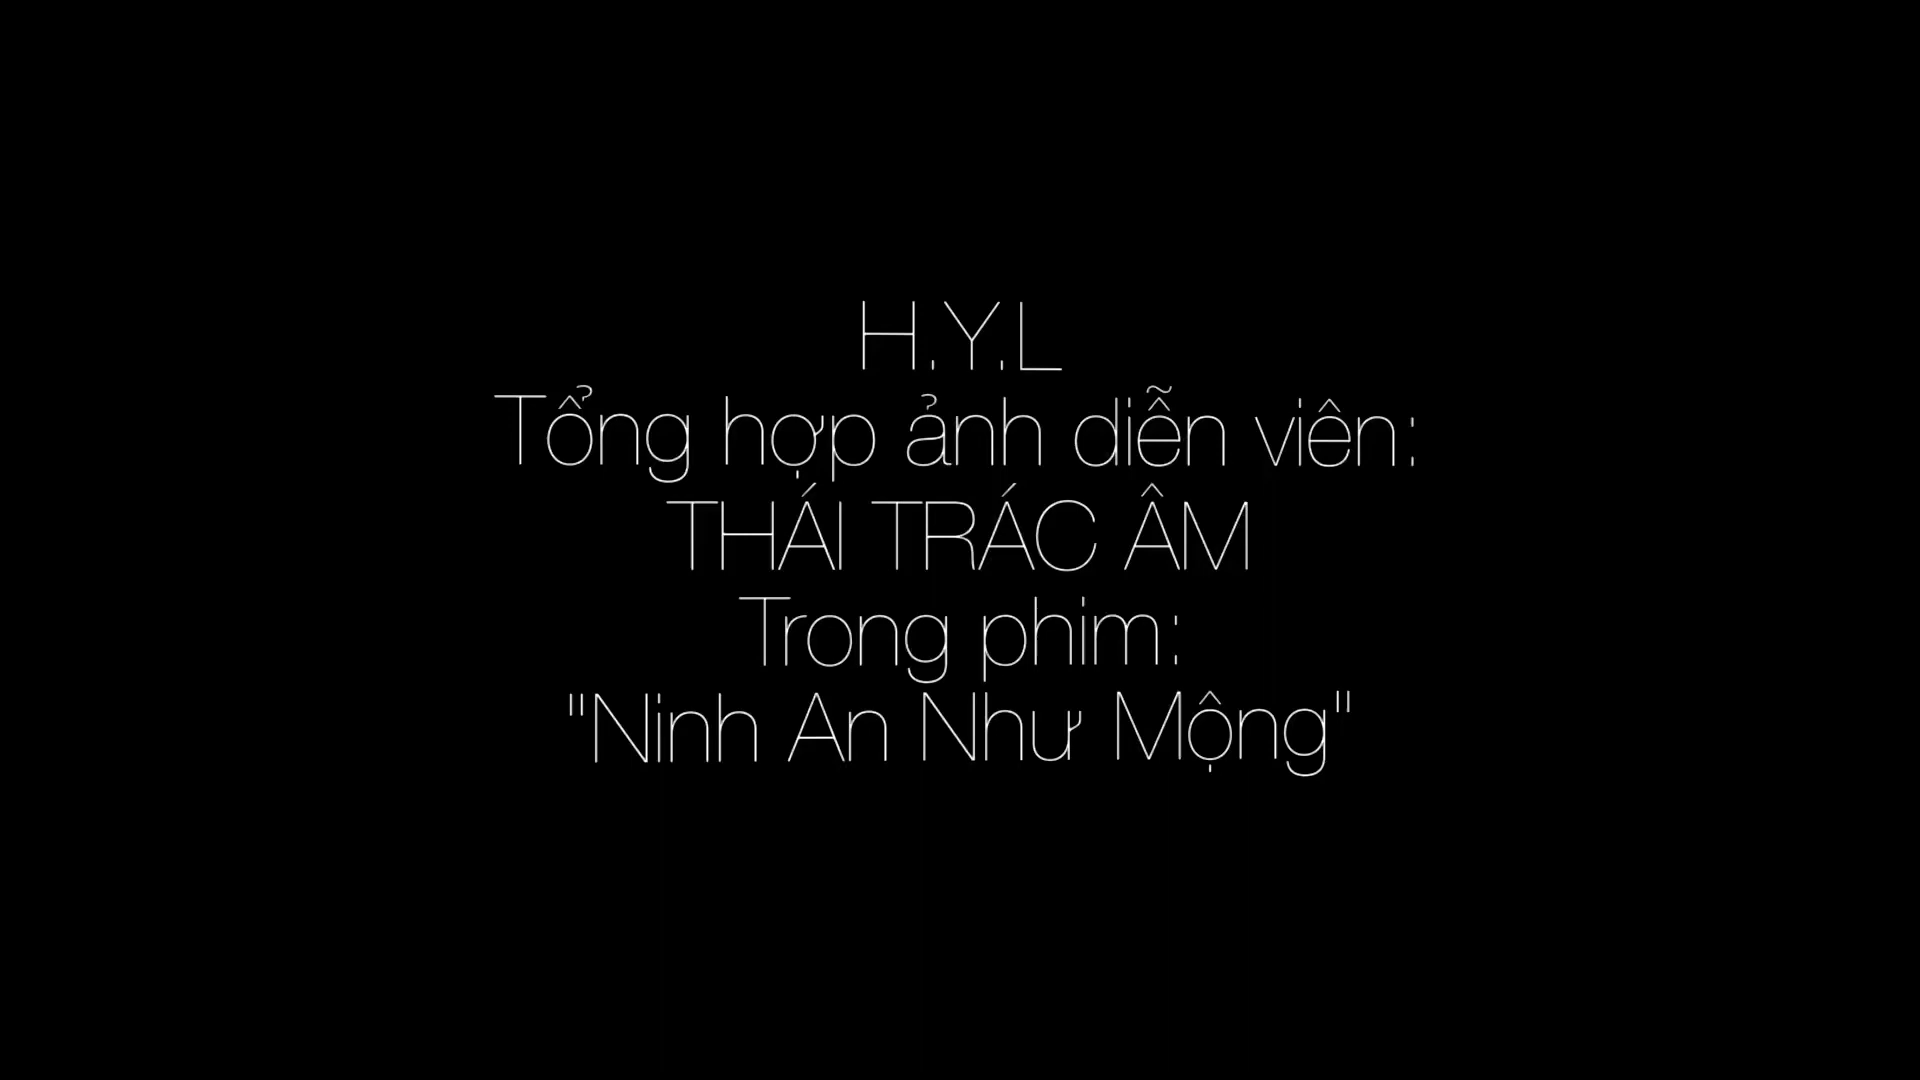 H.Y.L
Tổng hợp ảnh diễn viên:
THÁI TRÁC ÂM
Trong phim:
"Ninh An Như Mộng"